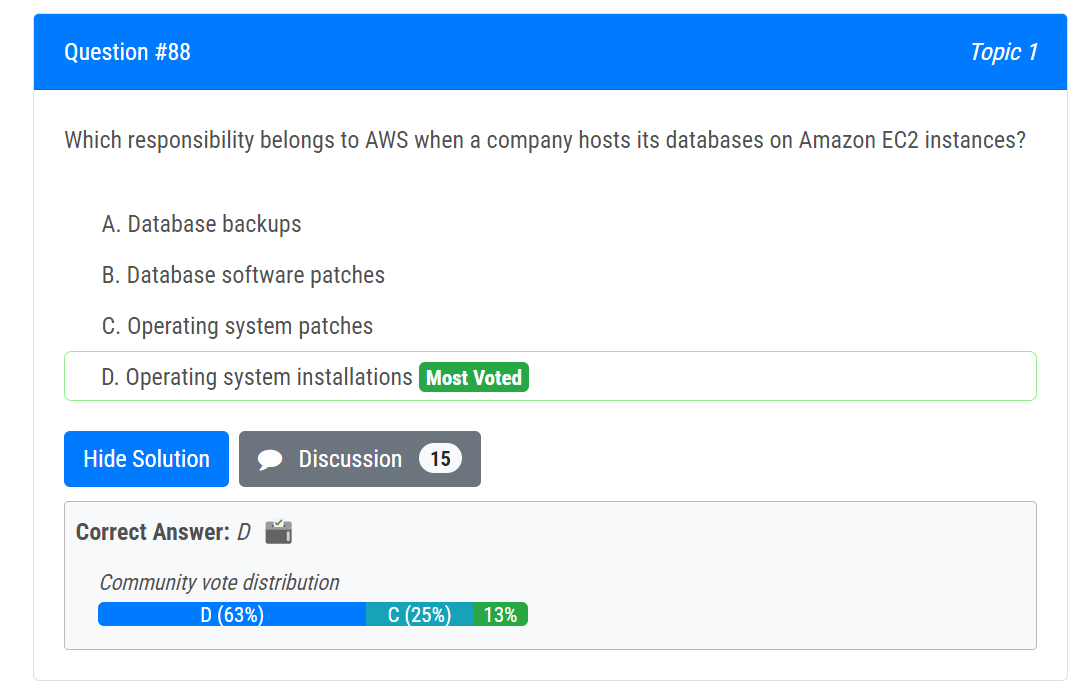 Question #88 Topic 1
Which responsibility belongs to AWS when a company hosts its databases on Amazon EC2 instances?
A. Database backups
B. Database software patches
C. Operating system patches
D. Operating system installations Most Voted
Hide Solution Discussion 15
Correct Answer: D
Community vote distribution
D (63%) C (25%) 13%